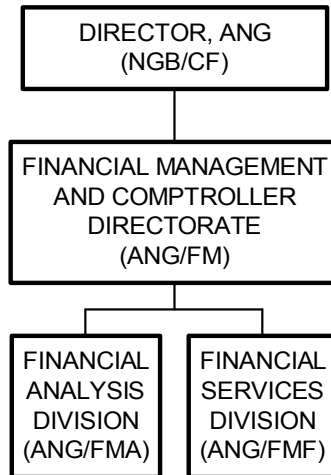 DIRECTOR, ANG
(NGB/CF)
FINANCIAL MANAGEMENT
AND COMPTROLLER
DIRECTORATE
(ANG/FM)
FINANCIAL
ANALYSIS
DIVISION
(ANG/FMA)
FINANCIAL
SERVICES
DIVISION
(ANG/FMF)